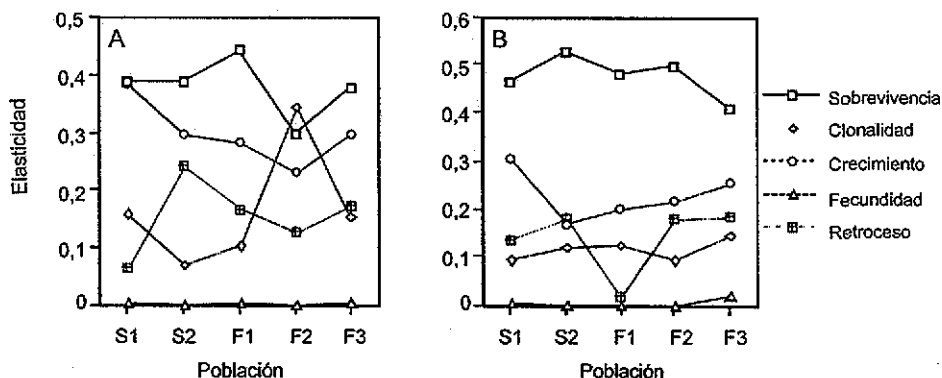 A
B
Elasticidad
0,5
0,4
0,3
0,2
0,1
0
S1 S2 F1 F2 F3
Población
0,6
0,5
0,4
0,3
0,2
0,1
0
S1 S2 F1 F2 F3
Población
Sobrevivencia
Clonalidad
Crecimiento
Fecundidad
Retroceso